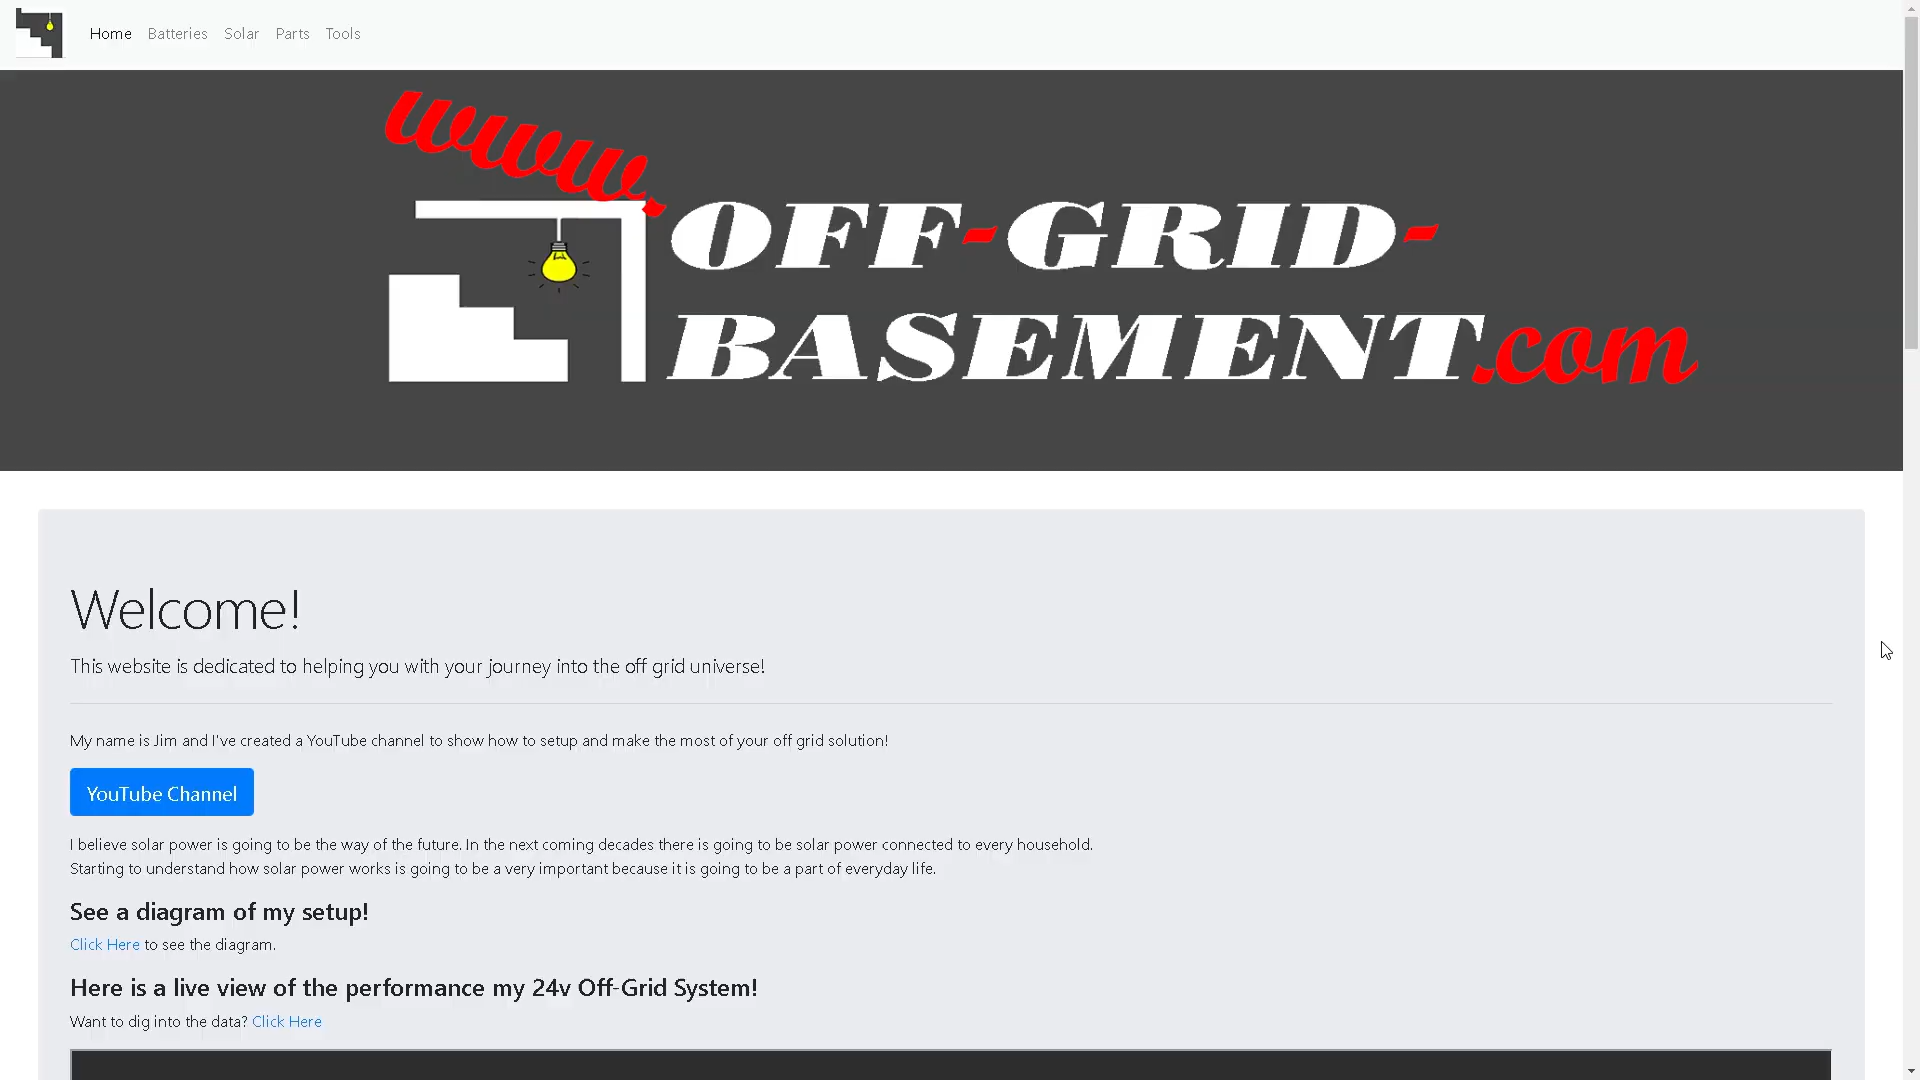 Home Batteries Solar Parts Tools
www.
OFF-GRID-
BASEMENT.com
Welcome!
This website is dedicated to helping you with your journey into the off grid universe!
My name is Jim and I've created a YouTube channel to show how to setup and make the most of your off grid solution!
YouTube Channel
I believe solar power is going to be the way of the future. In the next coming decades there is going to be solar power connected to every household.
Starting to understand how solar power works is going to be a very important because it is going to be a part of everyday life.
See a diagram of my setup!
Click Here to see the diagram.
Here is a live view of the performance my 24v Off-Grid System!
Want to dig into the data? Click Here